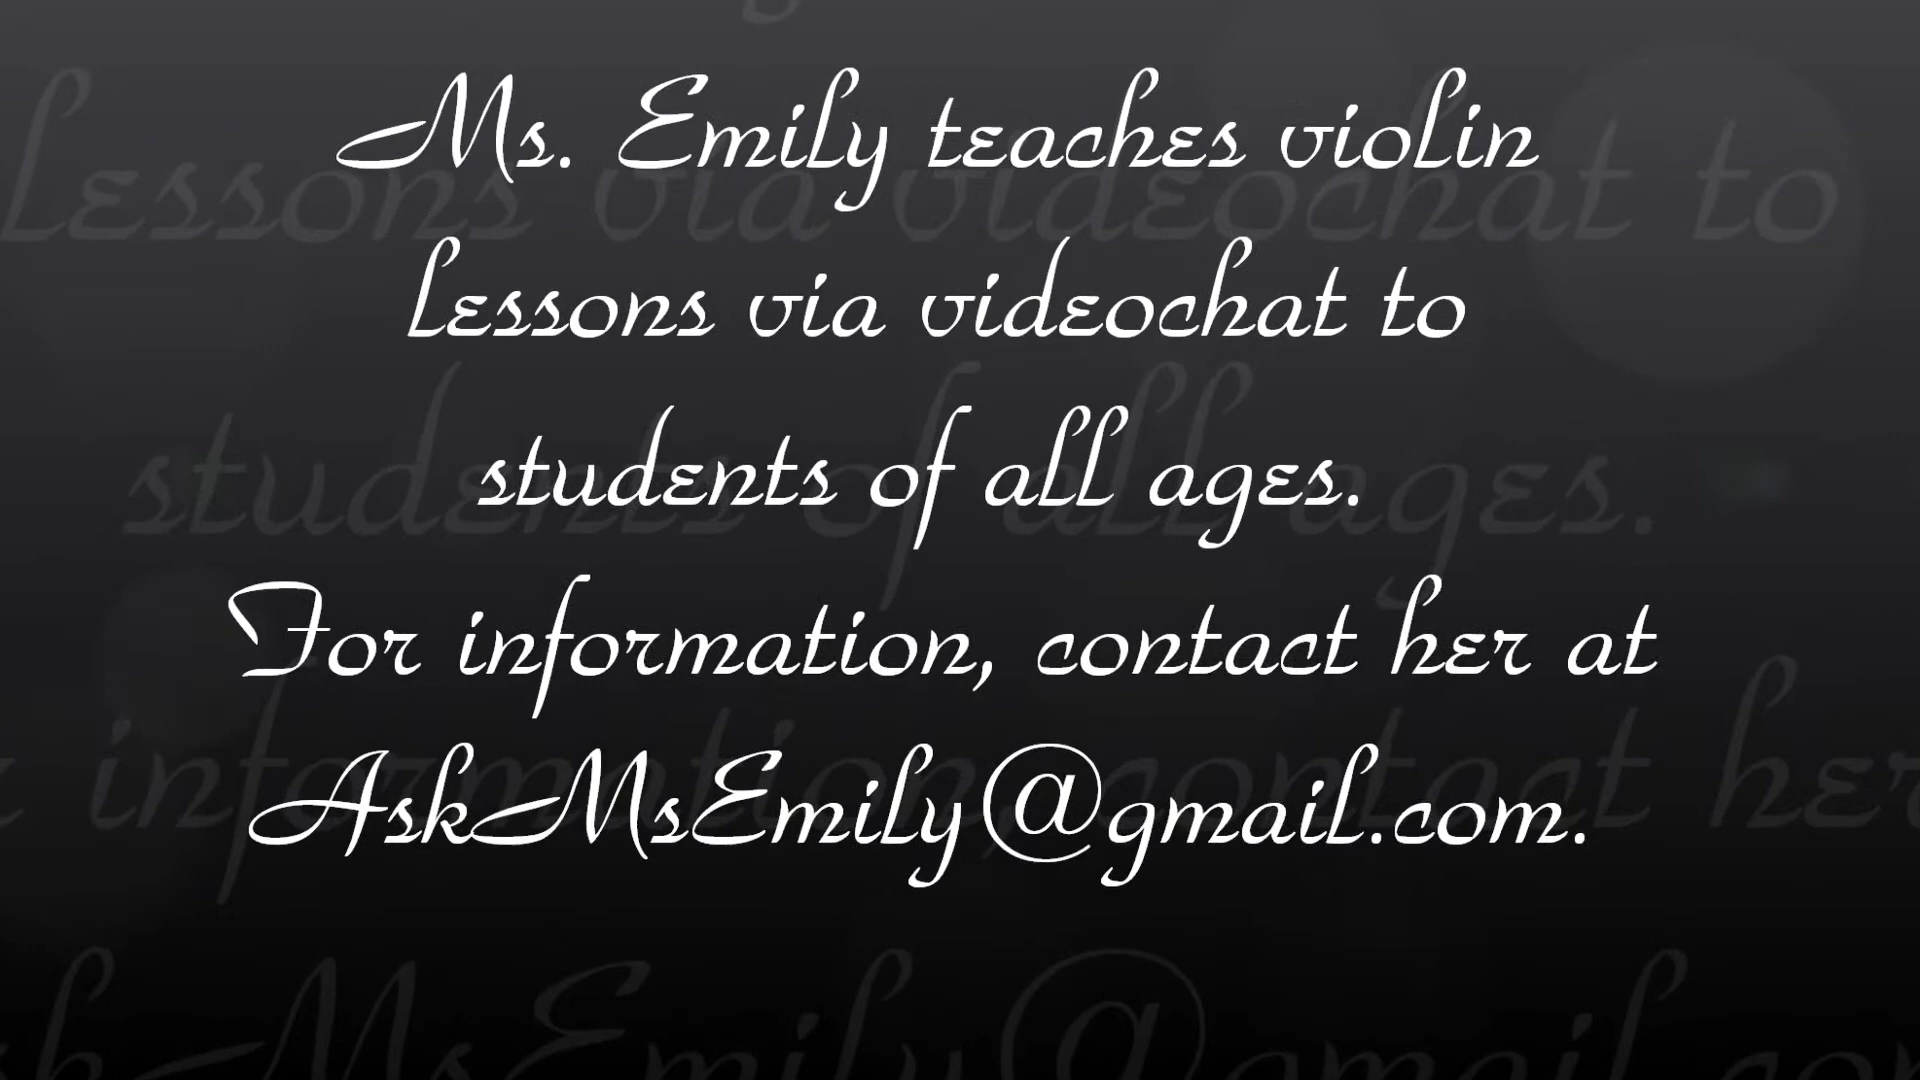 Ms. Emily teaches violin
lessons via videochat to
students of all ages.
For information, contact her at
AskMsEmily@gmail.com.